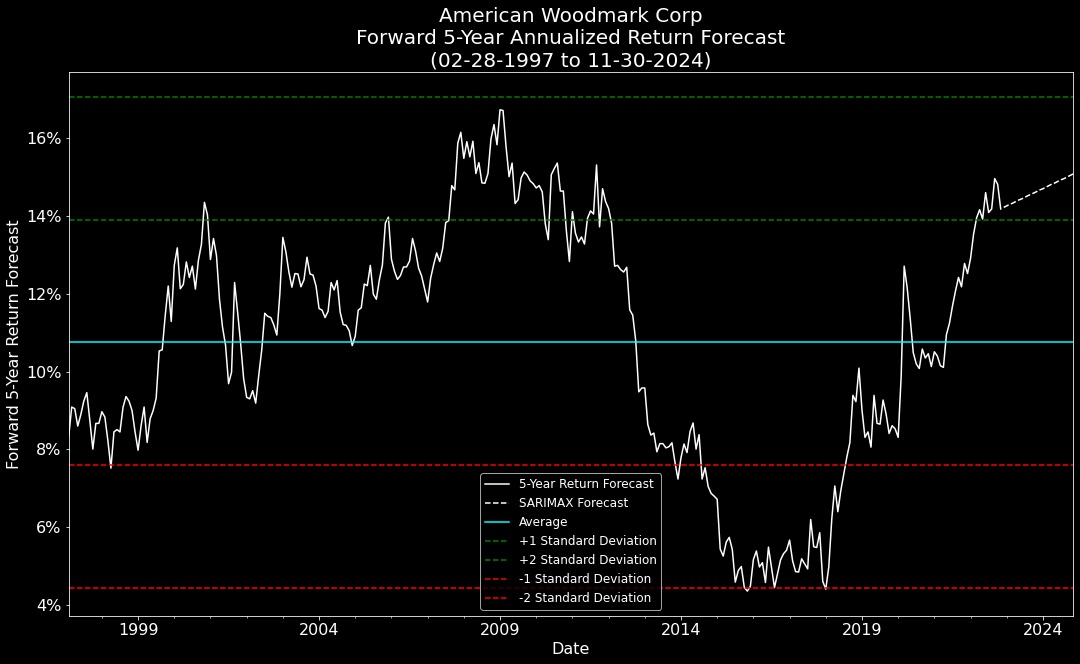 American Woodmark Corp
Forward 5-Year Annualized Return Forecast
(02-28-1997 to 11-30-2024)
Forward 5-Year Return Forecast
16%
14%
12%
10%
8%
6%
4%
5-Year Return Forecast
SARIMAX Forecast
Average
+1 Standard Deviation
+2 Standard Deviation
-1 Standard Deviation
-2 Standard Deviation
1999 2004 2009 2014 2019 2024
Date